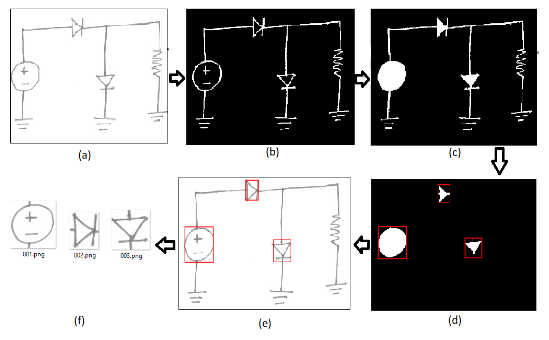 (a)
(b)
(c)
(d)
(e)
(f)
001.png
002.png
003.png